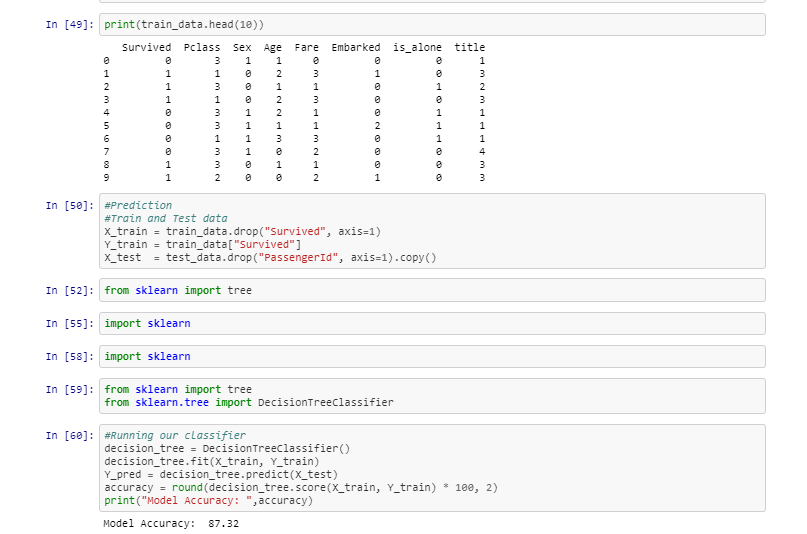 In [49]: print(train_data.head(10))
Survived Pclass Sex Age Fare Embarked is_alone title
0 0 3 1 1 0 0 0 1
1 1 1 0 2 3 1 0 3
2 1 3 0 1 1 0 1 2
3 1 1 0 2 3 0 0 3
4 0 3 1 2 1 0 1 1
5 0 3 1 1 1 2 1 1
6 0 1 1 3 3 0 1 1
7 0 3 1 0 2 0 0 4
8 1 3 0 1 1 0 0 3
9 1 2 0 0 2 1 0 3
In [50]: #Prediction
#Train and Test data
X_train = train_data.drop("Survived", axis=1)
Y_train = train_data["Survived"]
X_test  = test_data.drop("PassengerId", axis=1).copy()
In [52]: from sklearn import tree
In [55]: import sklearn
In [58]: import sklearn
In [59]: from sklearn import tree
from sklearn.tree import DecisionTreeClassifier
In [60]: #Running our classifier
decision_tree = DecisionTreeClassifier()
decision_tree.fit(X_train, Y_train)
Y_pred = decision_tree.predict(X_test)
accuracy = round(decision_tree.score(X_train, Y_train) * 100, 2)
print("Model Accuracy: ",accuracy)
Model Accuracy:  87.32